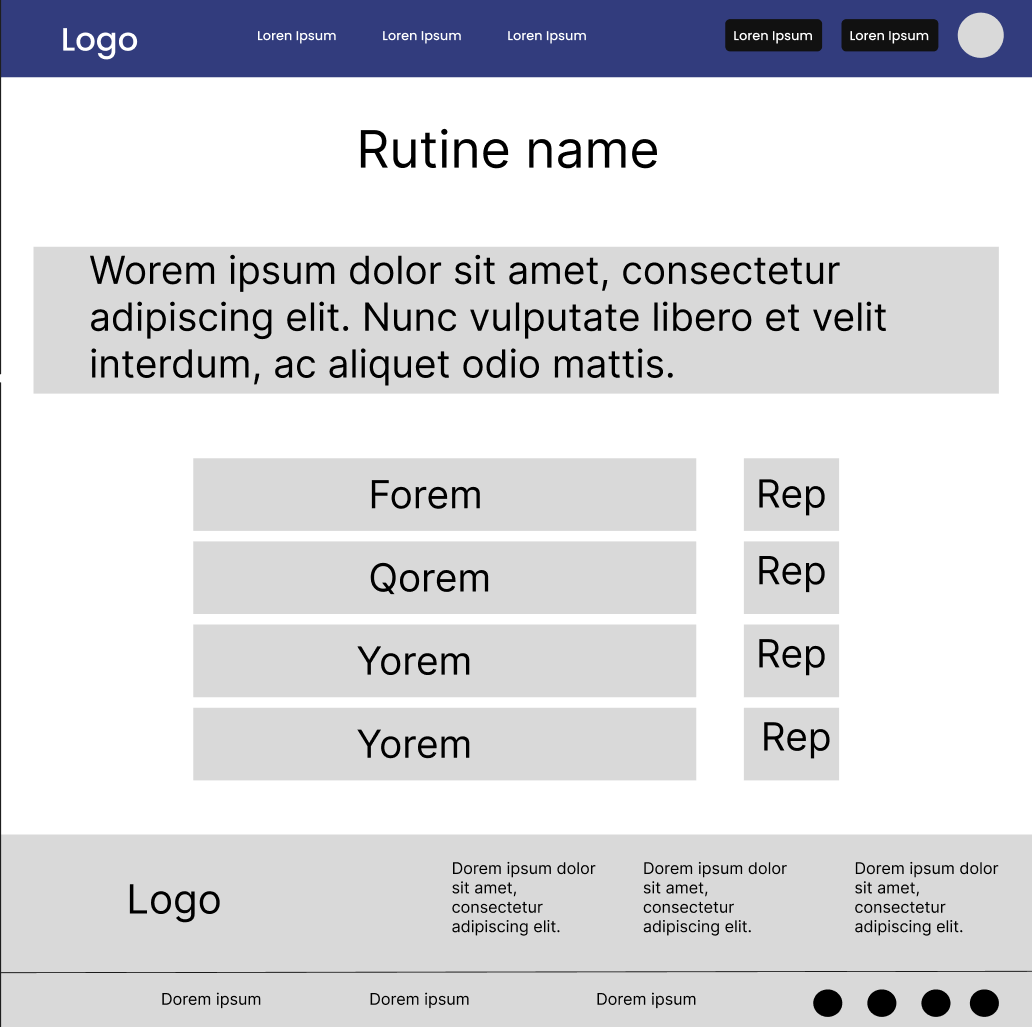 Logo
Loren Ipsum
Loren Ipsum
Loren Ipsum
Loren Ipsum
Loren Ipsum
Rutine name
Worem ipsum dolor sit amet, consectetur
adipiscing elit. Nunc vulputate libero et velit
interdum, ac aliquet odio mattis.
Forem
Rep
Qorem
Rep
Yorem
Rep
Yorem
Rep
Logo
Dorem ipsum dolor
sit amet,
consectetur
adipiscing elit.
Dorem ipsum dolor
sit amet,
consectetur
adipiscing elit.
Dorem ipsum dolor
sit amet,
consectetur
adipiscing elit.
Dorem ipsum
Dorem ipsum
Dorem ipsum